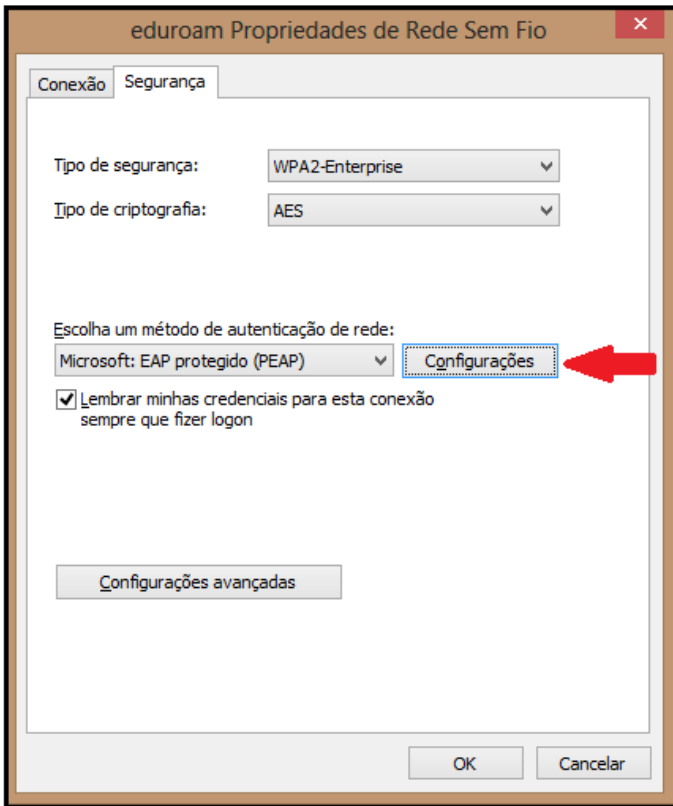 eduroam Propriedades de Rede Sem Fio
Conexão
Segurança
Tipo de segurança:
WPA2-Enterprise
Tipo de criptografia:
AES
Escolha um método de autenticação de rede:
Microsoft: EAP protegido (PEAP)
Configurações
Lembrar minhas credenciais para esta conexão
sempre que fizer logon
Configurações avançadas
OK
Cancelar